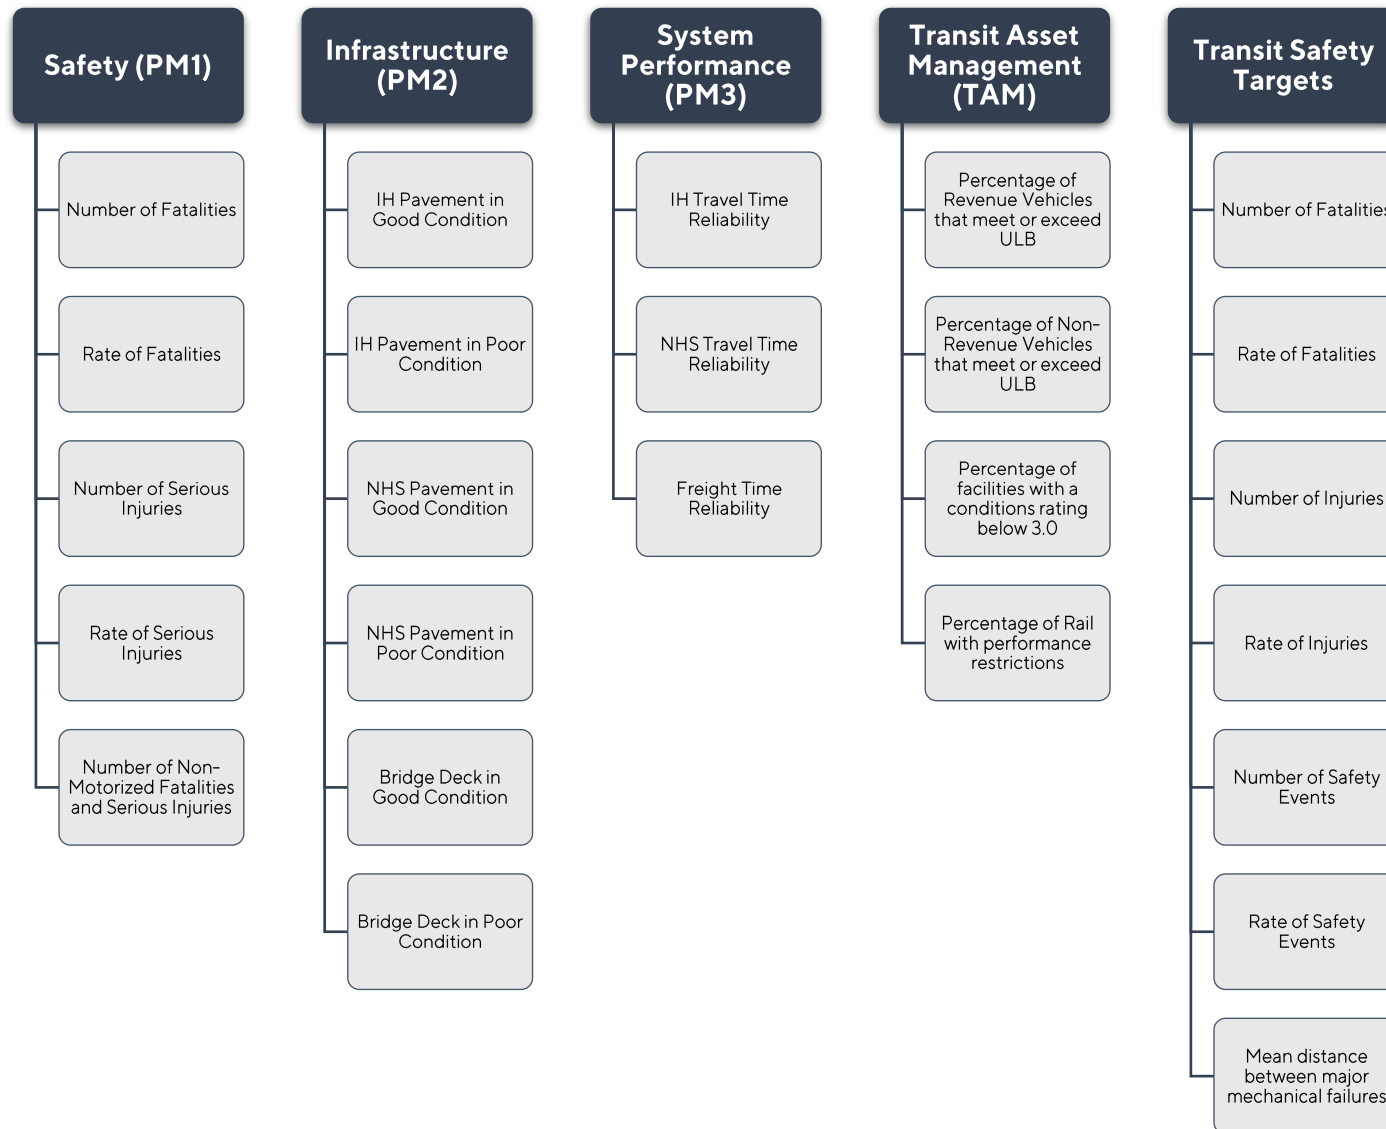 Safety (PM1)
Number of Fatalities
Rate of Fatalities
Number of Serious
Injuries
Rate of Serious
Injuries
Number of Non-
Motorized Fatalities
and Serious Injuries
Infrastructure
(PM2)
IH Pavement in
Good Condition
IH Pavement in Poor
Condition
NHS Pavement in
Good Condition
NHS Pavement in
Poor Condition
Bridge Deck in
Good Condition
Bridge Deck in Poor
Condition
System
Performance
(PM3)
IH Travel Time
Reliability
NHS Travel Time
Reliability
Freight Time
Reliability
Transit Asset
Management
(TAM)
Percentage of
Revenue Vehicles
that meet or exceed
ULB
Percentage of Non-
Revenue Vehicles
that meet or exceed
ULB
Percentage of
facilities with a
conditions rating
below 3.0
Percentage of Rail
with performance
restrictions
Transit Safety
Targets
Number of Fatalities
Rate of Fatalities
Number of Injuries
Rate of Injuries
Number of Safety
Events
Rate of Safety
Events
Mean distance
between major
mechanical failures